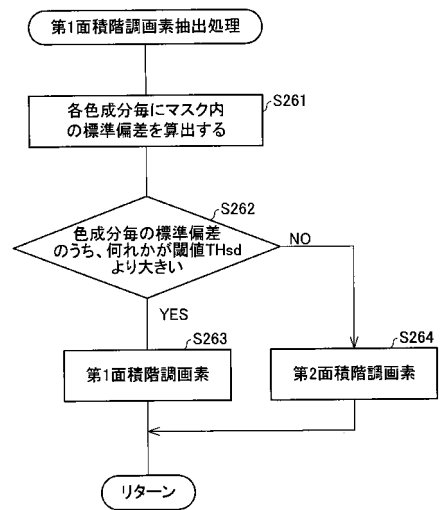 第1面積階調画素抽出処理
S261
各色成分毎にマスク内
の標準偏差を算出する
S262
色成分毎の標準偏差
のうち、何れかが閾値THsd
より大きい
NO
YES
S263
第1面積階調画素
S264
第2面積階調画素
リターン